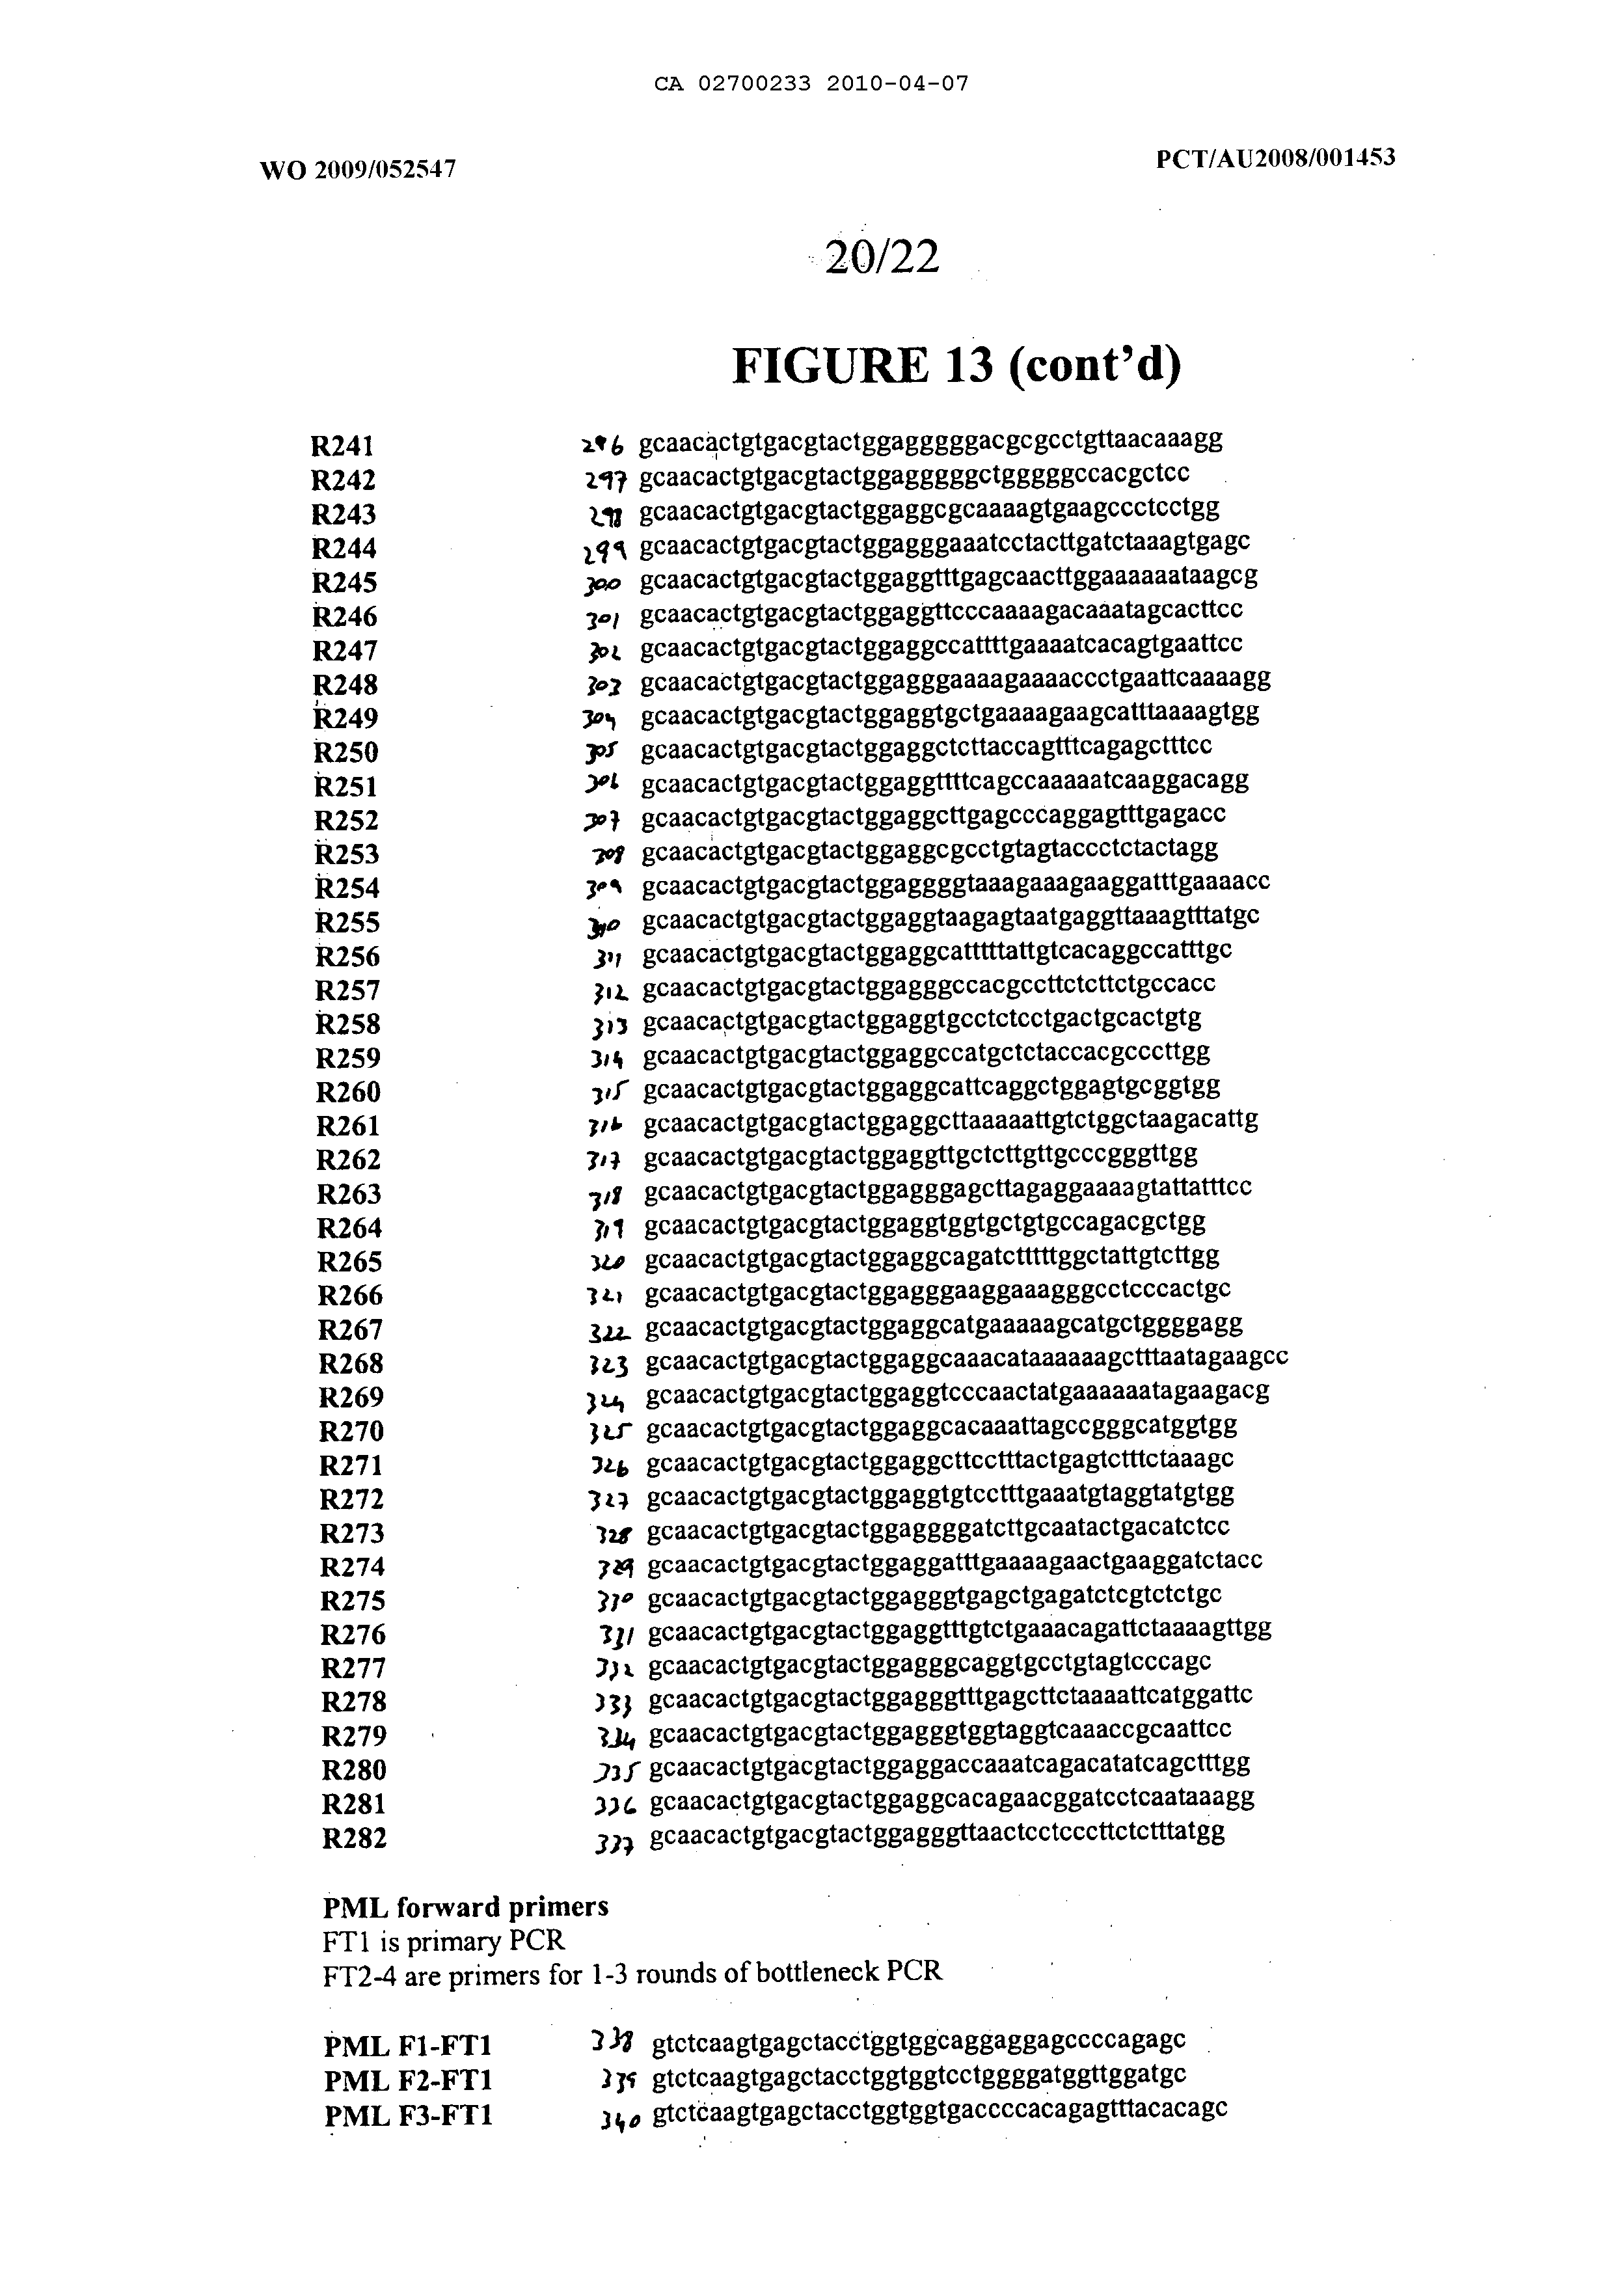 CA 02700233 2010-04-07
WO 2009/052547
PCT/AU2008/001453
20/22
FIGURE 13 (cont'd)
R241 296 gcaacactgtgacgtactggagggggacgcgcctgttaacaaagg
R242 297 gcaacactgtgacgtactggagggggctgggggccacgctcc
R243 298 gcaacactgtgacgtactggaggcgcaaaagtgaagccctcctgg
R244 299 gcaacactgtgacgtactggagggaaatcctacttgatctaaagtgagc
R245 300 gcaacactgtgacgtactggaggtttgagcaacttggaaaaaataagcg
R246 301 gcaacactgtgacgtactggaggttcccaaaagacaaatagcacttcc
R247 302 gcaacactgtgacgtactggaggccattttgaaaatcacagtgaattcc
R248 303 gcaacactgtgacgtactggagggaaaagaaaaccctgaattcaaaagg
R249 304 gcaacactgtgacgtactggaggtgctgaaaagaagcatttaaaagtgg
R250 305 gcaacactgtgacgtactggaggctcttaccagtttcagagctttcc
R251 306 gcaacactgtgacgtactggaggttttcagccaaaaatcaaggacagg
R252 307 gcaacactgtgacgtactggaggcttgagcccaggagtttgagacc
R253 308 gcaacactgtgacgtactggaggcgcctgtagtaccctctactagg
R254 309 gcaacactgtgacgtactggaggggtaaagaaagaaggatttgaaaacc
R255 310 gcaacactgtgacgtactggaggtaagagtaatgaggttaaagtttatgc
R256 311 gcaacactgtgacgtactggaggcatttttattgtcacaggccatttgc
R257 312 gcaacactgtgacgtactggagggccacgccttctcttctgccacc
R258 313 gcaacactgtgacgtactggaggtgcctctcctgactgcactgtg
R259 314 gcaacactgtgacgtactggaggccatgctctaccacgcccttgg
R260 315 gcaacactgtgacgtactggaggcattcaggctggagtgcggtgg
R261 316 gcaacactgtgacgtactggaggcttaaaaattgtctggctaagacattg
R262 317 gcaacactgtgacgtactggaggttgctcttgttgcccgggttgg
R263 318 gcaacactgtgacgtactggagggagcttagaggaaaagtattatttcc
R264 319 gcaacactgtgacgtactggaggtggtgctgtgccagacgctgg
R265 320 gcaacactgtgacgtactggaggcagatctttttggctattgtcttgg
R266 321 gcaacactgtgacgtactggagggaaggaaagggcctcccactgc
R267 322 gcaacactgtgacgtactggaggcatgaaaaagcatgctggggagg
R268 323 gcaacactgtgacgtactggaggcaaacataaaaaagctttaatagaagcc
R269 324 gcaacactgtgacgtactggaggtcccaactatgaaaaaatagaagacg
R270 325 gcaacactgtgacgtactggaggcacaaattagccgggcatggtgg
R271 326 gcaacactgtgacgtactggaggcttcctttactgagtctttctaaagc
R272 327 gcaacactgtgacgtactggaggtgtcctttgaaatgtaggtatgtgg
R273 328 gcaacactgtgacgtactggaggggatcttgcaatactgacatctcc
R274 329 gcaacactgtgacgtactggaggatttgaaaagaactgaaggatctacc
R275 330 gcaacactgtgacgtactggagggtgagctgagatctcgtctctgc
R276 331 gcaacactgtgacgtactggaggtttgtctgaaacagattctaaaagttgg
R277 332 gcaacactgtgacgtactggagggcaggtgcctgtagtcccagc
R278 333 gcaacactgtgacgtactggagggtttgagcttctaaaattcatggattc
R279 334 gcaacactgtgacgtactggagggtggtaggtcaaaccgcaattcc
R280 335 gcaacactgtgacgtactggaggaccaaatcagacatatcagctttgg
R281 336 gcaacactgtgacgtactggaggcacagaacggatcctcaataaagg
R282 337 gcaacactgtgacgtactggagggttaactcctcccttctctttatgg
PML forward primers
FT1 is primary PCR
FT2-4 are primers for 1-3 rounds of bottleneck PCR
PML F1-FT1 338 gtctcaagtgagctacctggtggcaggaggagccccagagc
PML F2-FT1 339 gtctcaagtgagctacctggtggtcctggggatggttggatgc
PML F3-FT1 340 gtctcaagtgagctacctggtggtgaccccacagagtttacacagc